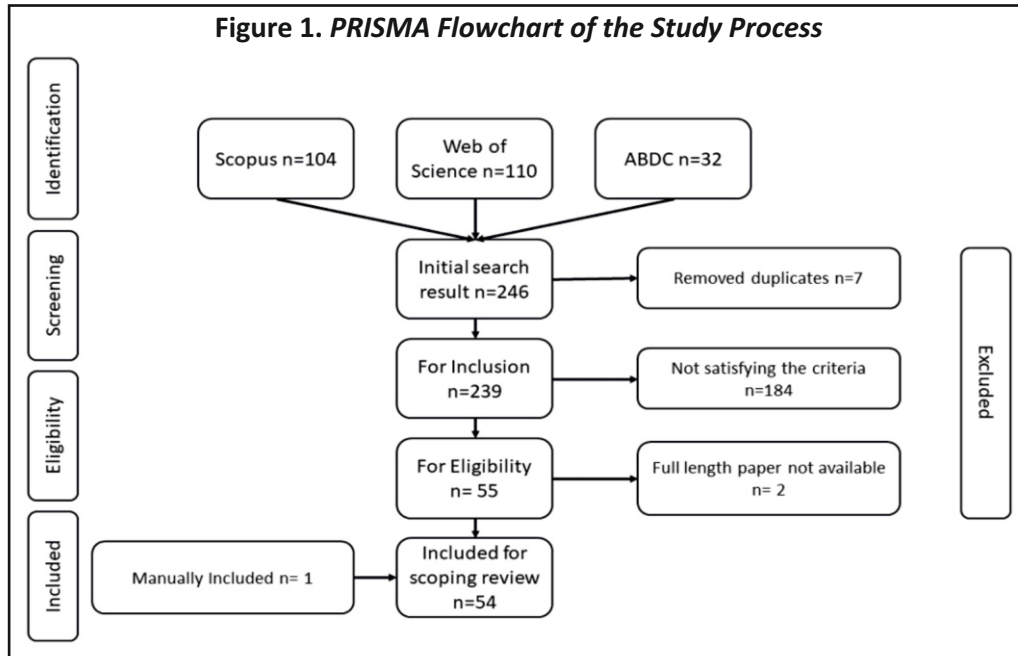 Figure 1. PRISMA Flowchart of the Study Process
Identification
Scopus n=104
Web of
Science n=110
ABDC n=32
Screening
Initial search
result n=246
Removed duplicates n=7
For Inclusion
n=239
Not satisfying the criteria
n=184
Excluded
Eligibility
For Eligibility
n= 55
Full length paper not available
n= 2
Included
Manually Included n= 1
Included for
scoping review
n=54